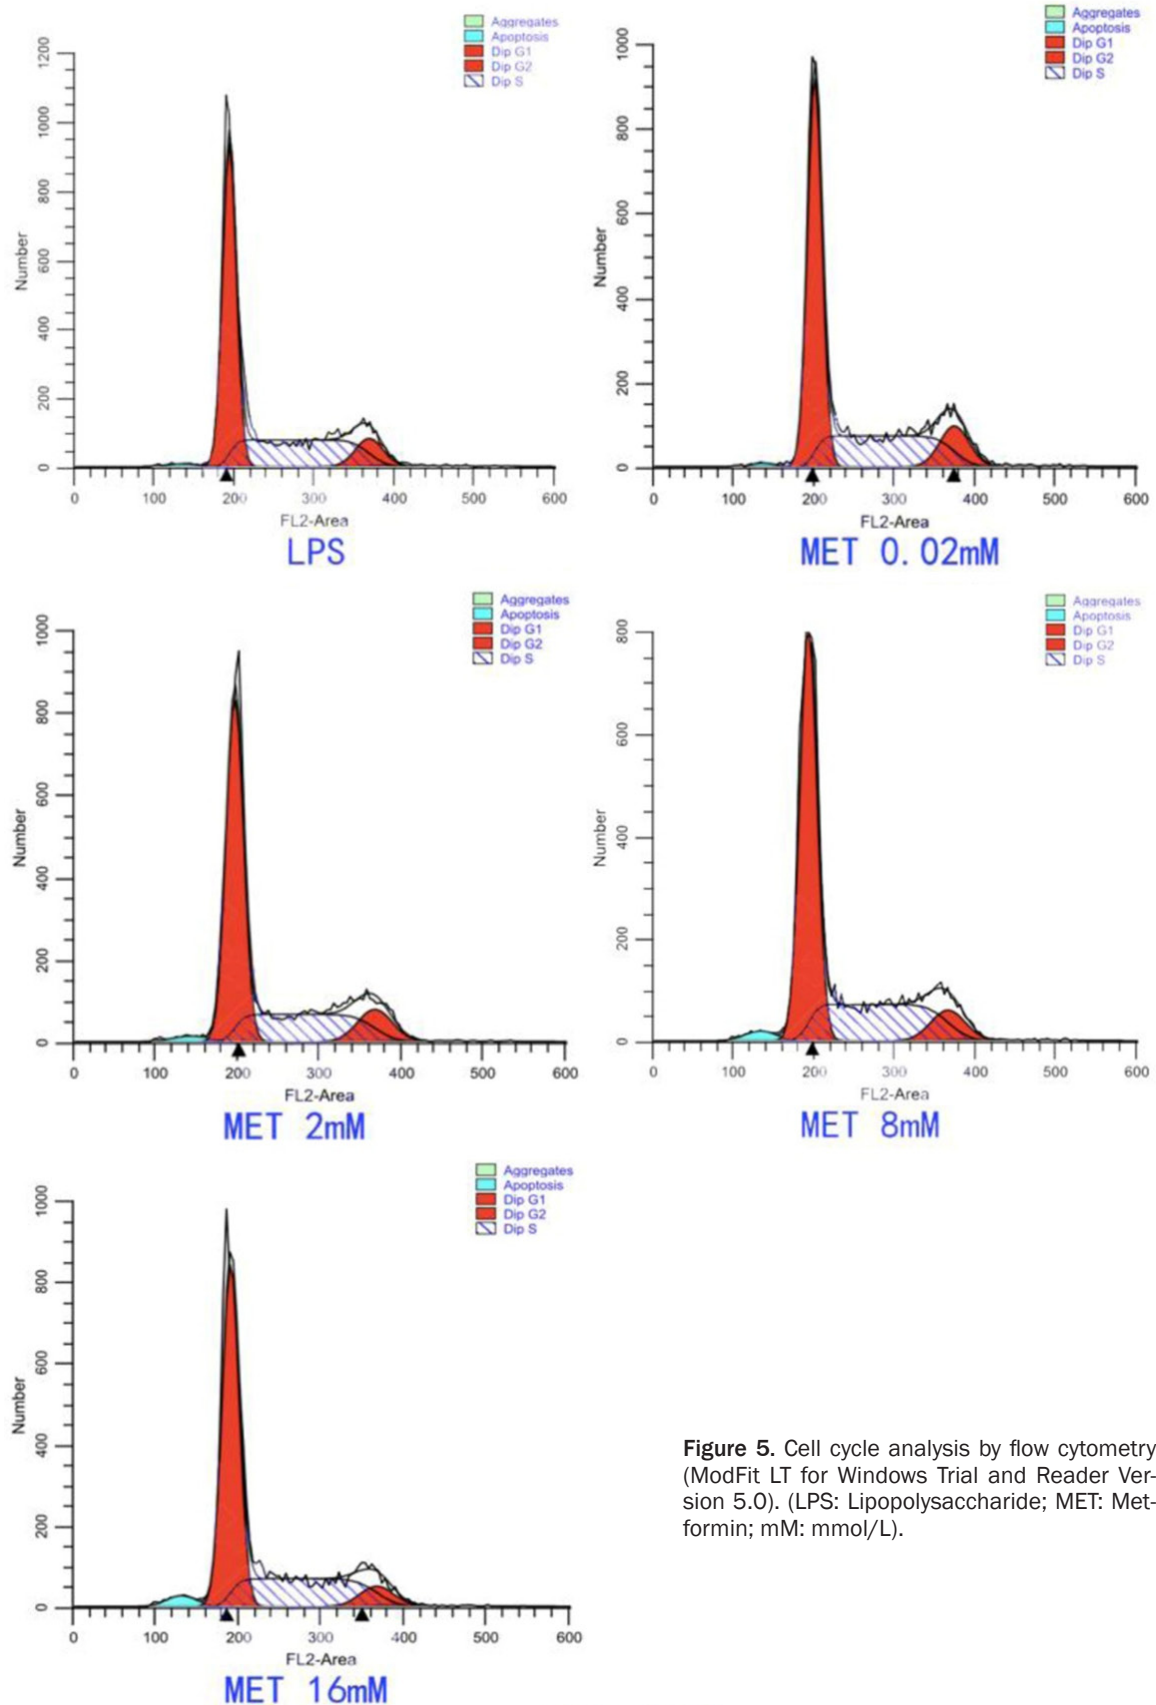 Aggregates
Apoptosis
Dip G1
Dip G2
Dip S
1200
1000
800
600
400
200
0
Number
0 100 200 300 400 500 600
FL2-Area
LPS
Aggregates
Apoptosis
Dip G1
Dip G2
Dip S
1000
800
600
400
200
0
Number
0 100 200 300 400 500 600
FL2-Area
MET 0.02mM
Aggregates
Apoptosis
Dip G1
Dip G2
Dip S
1000
800
600
400
200
0
Number
0 100 200 300 400 500 600
FL2-Area
MET 2mM
Aggregates
Apoptosis
Dip G1
Dip G2
Dip S
800
600
400
200
0
Number
0 100 200 300 400 500 600
FL2-Area
MET 8mM
Aggregates
Apoptosis
Dip G1
Dip G2
Dip S
1000
800
600
400
200
0
Number
0 100 200 300 400 500 600
FL2-Area
MET 16mM
Figure 5. Cell cycle analysis by flow cytometry
(ModFit LT for Windows Trial and Reader Ver-
sion 5.0). (LPS: Lipopolysaccharide; MET: Met-
formin; mM: mmol/L).